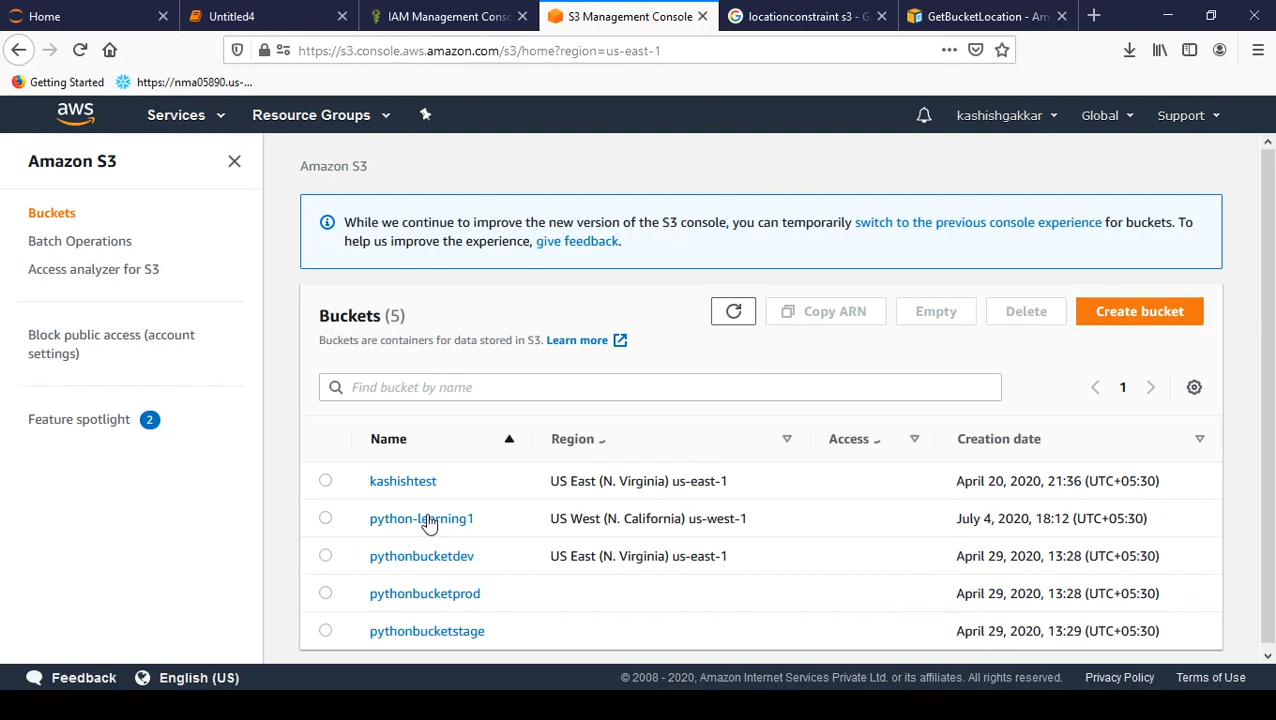 Home
Untitled4
IAM Management Conso
S3 Management Console
locationconstraint s3 - G
GetBucketLocation - Am
https://s3.console.aws.amazon.com/s3/home?region=us-east-1
Getting Started
https://nma05890.us-...
aws
Services
Resource Groups
kashishgakkar
Global
Support
Amazon S3
Buckets
Batch Operations
Access analyzer for S3
Block public access (account
settings)
Feature spotlight 2
Amazon S3
While we continue to improve the new version of the S3 console, you can temporarily switch to the previous console experience for buckets. To
help us improve the experience, give feedback.
Buckets (5)
Copy ARN
Empty
Delete
Create bucket
Buckets are containers for data stored in S3. Learn more
Find bucket by name
1
Name
Region
Access
Creation date
kashishtest US East (N. Virginia) us-east-1 April 20, 2020, 21:36 (UTC+05:30)
python-learning1 US West (N. California) us-west-1 July 4, 2020, 18:12 (UTC+05:30)
pythonbucketdev US East (N. Virginia) us-east-1 April 29, 2020, 13:28 (UTC+05:30)
pythonbucketprod April 29, 2020, 13:28 (UTC+05:30)
pythonbucketstage April 29, 2020, 13:29 (UTC+05:30)
Feedback
English (US)
© 2008 - 2020, Amazon Internet Services Private Ltd. or its affiliates. All rights reserved.
Privacy Policy
Terms of Use